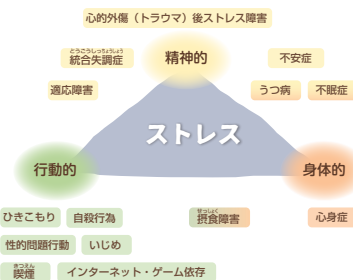 心的外傷（トラウマ）後ストレス障害
とうごうしっちょうしょう
統合失調症
精神的
不安症
適応障害
うつ病
不眠症
ストレス
行動的
身体的
ひきこもり
自殺行為
せっしょく
摂食障害
心身症
性的問題行動
いじめ
きつえん
喫煙
インターネット・ゲーム依存